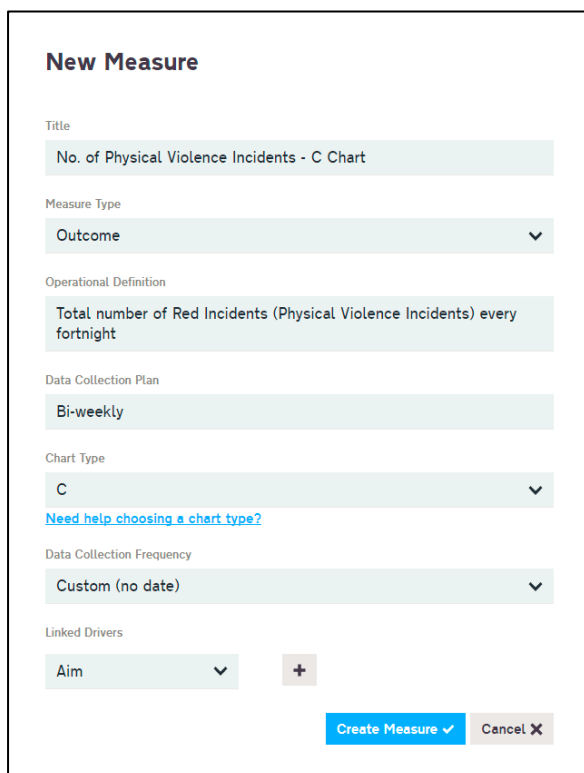 New Measure
Title
No. of Physical Violence Incidents - C Chart
Measure Type
Outcome
Operational Definition
Total number of Red Incidents (Physical Violence Incidents) every
fortnight
Data Collection Plan
Bi-weekly
Chart Type
C
Need help choosing a chart type?
Data Collection Frequency
Custom (no date)
Linked Drivers
Aim
+
Create Measure ✓ Cancel ✕